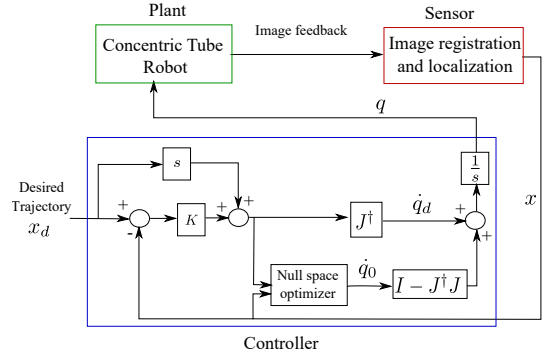 Plant
Sensor
Concentric Tube
Robot
Image feedback
Image registration
and localization
q
s
1
s
x
Desired
Trajectory
x_d
+
-
K
+
+
J†
q̇_d
+
+
Null space
optimizer
q̇_0
I − J†J
Controller